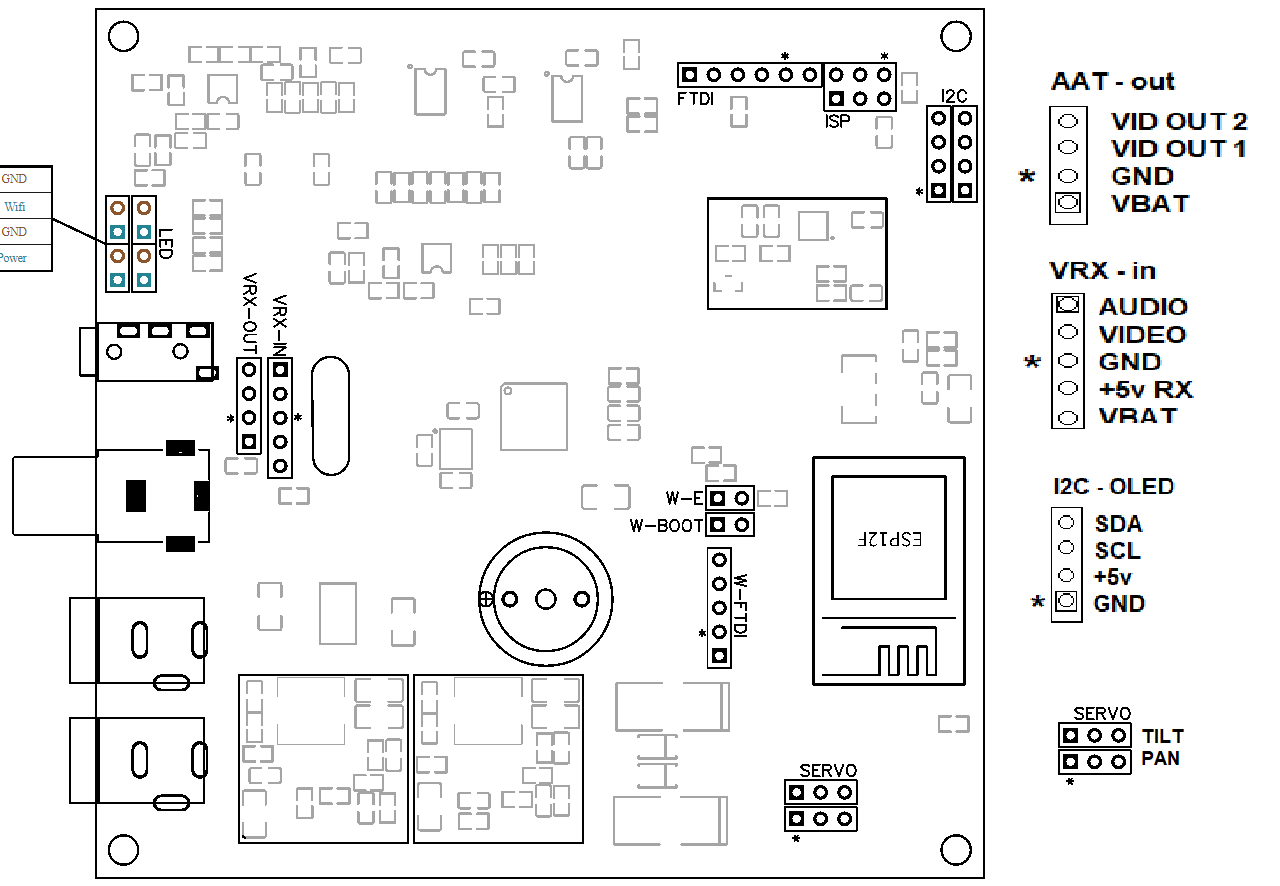 GND
Wifi
GND
Power
LED
VRX-OUT
VRX-IN
*
*
*
*
FTDI
ISP
I2C
*
W-E
W-BOOT
W-FTDI
*
ESP12F
SERVO
*
AAT - out
VID OUT 2
VID OUT 1
* GND
VBAT
VRX - in
AUDIO
VIDEO
* GND
+5v RX
VBAT
I2C - OLED
SDA
SCL
+5v
* GND
SERVO
TILT
PAN
*